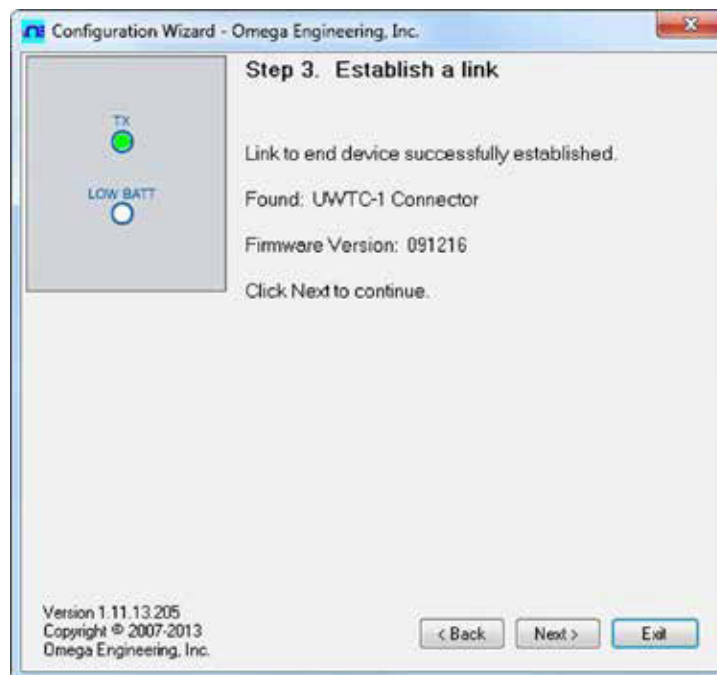 Configuration Wizard - Omega Engineering, Inc.
Step 3. Establish a link
TX
LOW BATT
Link to end device successfully established.
Found: UWTC-1 Connector
Firmware Version: 091216
Click Next to continue.
Version 1.11.13.205
Copyright © 2007-2013
Omega Engineering, Inc.
< Back Next > Exit